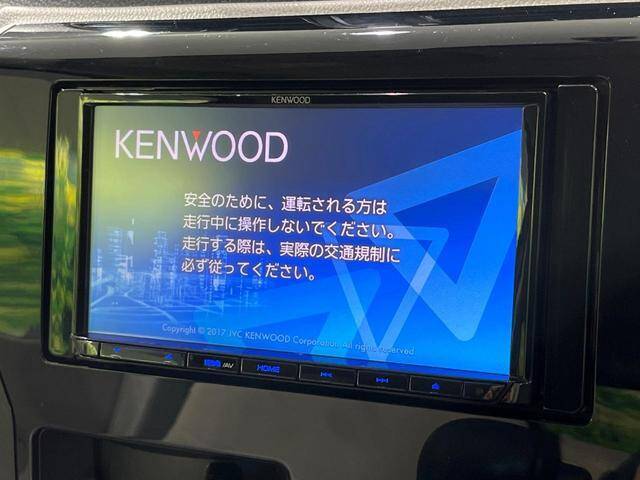 KENWOOD
KENWOOD
安全のために、運転される方は
走行中に操作しないでください。
走行する際は、実際の交通規制に
必ず従ってください。
Copyright © 2017 JVC KENWOOD Corporation All rights reserved.
/AV HOME